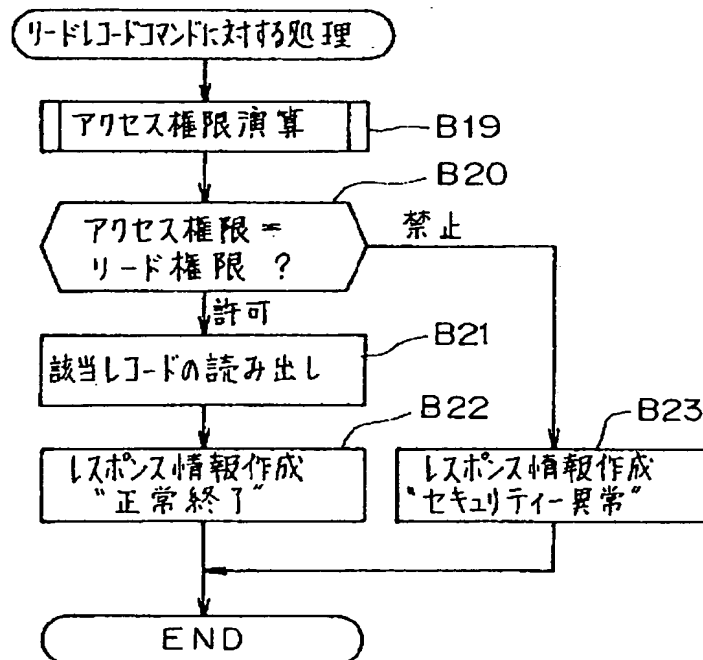 リードレコードコマンドに対する処理
アクセス権限演算
B19
B20
アクセス権限=
リード権限 ?
禁止
許可
該当レコードの読み出し
B21
B22
レスポンス情報作成
"正常終了"
B23
レスポンス情報作成
"セキュリティー異常"
END